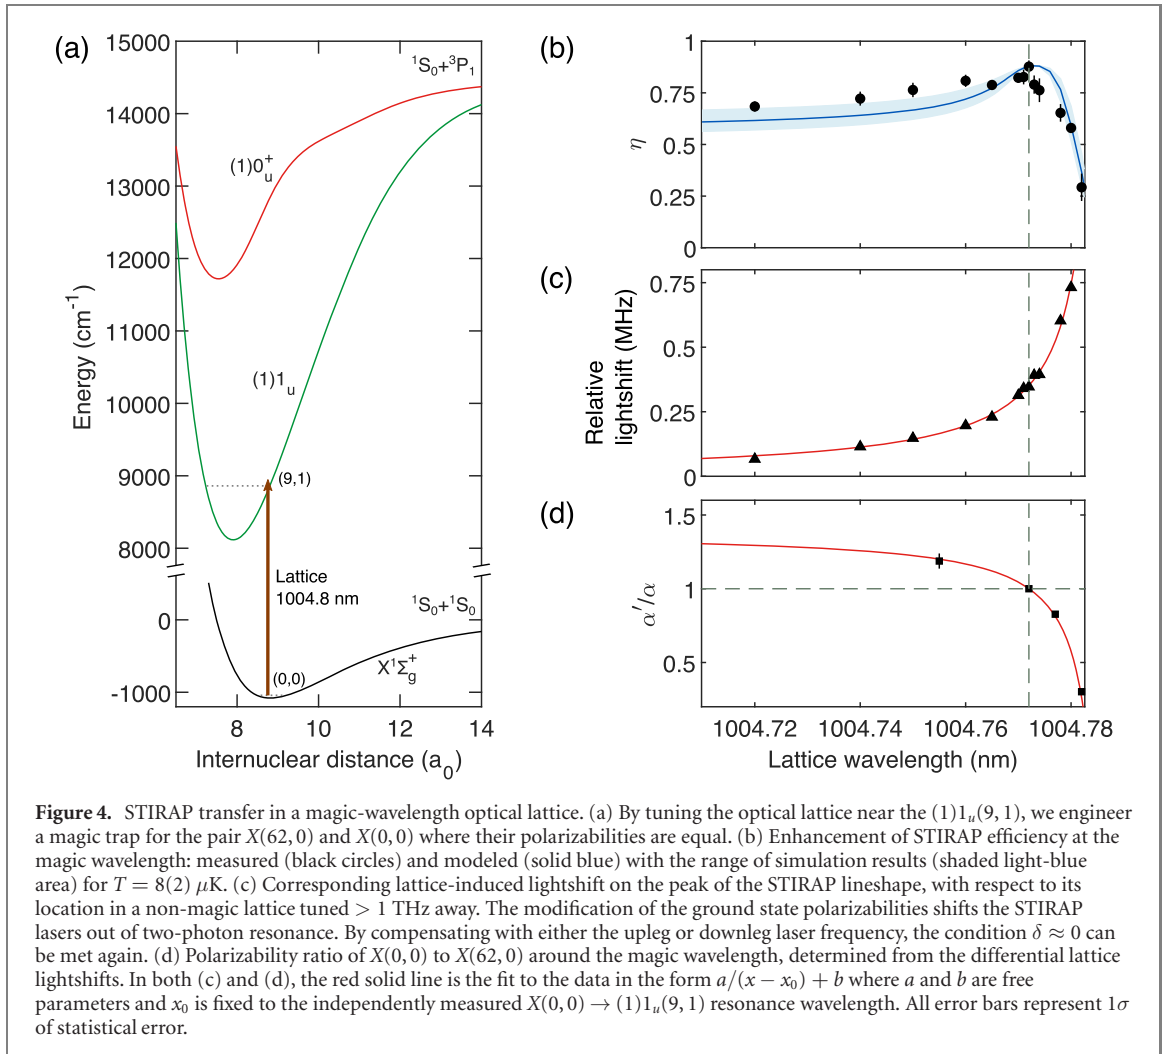 (a)
15000
14000
13000
12000
11000
10000
9000
8000
0
-1000
Energy (cm-1)
1S0+3P1
(1)0u+
(1)1u
(9,1)
Lattice
1004.8 nm
1S0+1S0
X1Σg+
(0,0)
8
10
12
14
Internuclear distance (a0)
(b)
1
0.75
0.5
0.25
0
η
(c)
0.75
0.5
0.25
0
Relative
lightshift (MHz)
(d)
1.5
1
0.5
α′/α
1004.72
1004.74
1004.76
1004.78
Lattice wavelength (nm)
Figure 4. STIRAP transfer in a magic-wavelength optical lattice. (a) By tuning the optical lattice near the (1)1u(9, 1), we engineer
a magic trap for the pair X(62, 0) and X(0, 0) where their polarizabilities are equal. (b) Enhancement of STIRAP efficiency at the
magic wavelength: measured (black circles) and modeled (solid blue) with the range of simulation results (shaded light-blue
area) for T = 8(2) μK. (c) Corresponding lattice-induced lightshift on the peak of the STIRAP lineshape, with respect to its
location in a non-magic lattice tuned > 1 THz away. The modification of the ground state polarizabilities shifts the STIRAP
lasers out of two-photon resonance. By compensating with either the upleg or downleg laser frequency, the condition δ ≈ 0 can
be met again. (d) Polarizability ratio of X(0, 0) to X(62, 0) around the magic wavelength, determined from the differential lattice
lightshifts. In both (c) and (d), the red solid line is the fit to the data in the form a/(x − x0) + b where a and b are free
parameters and x0 is fixed to the independently measured X(0, 0) → (1)1u(9, 1) resonance wavelength. All error bars represent 1σ
of statistical error.